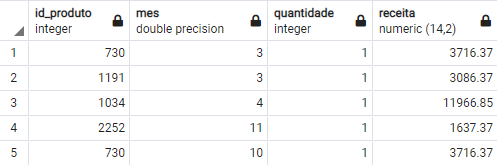 id_produto mes quantidade receita
integer double precision integer numeric (14,2)
1 730 3 1 3716.37
2 1191 3 1 3086.37
3 1034 4 1 11966.85
4 2252 11 1 1637.37
5 730 10 1 3716.37